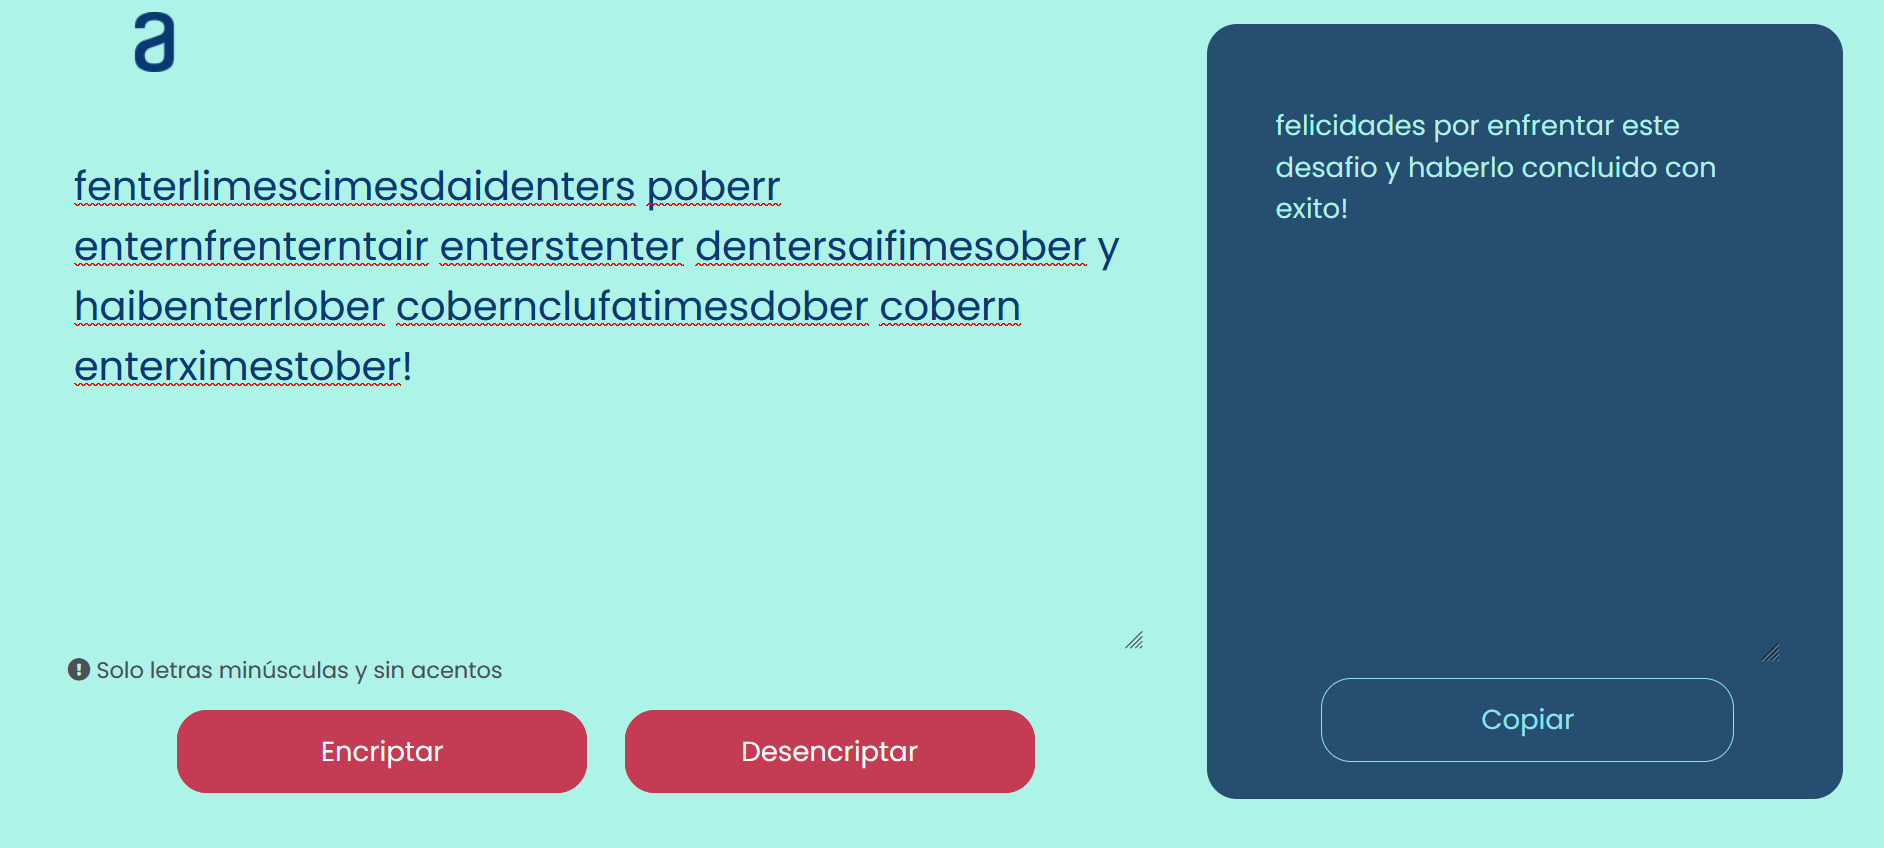 a
fenterlimescimesdaidenters poberr
enternfrenterntair enterstenter dentersaifimesober y
haibenterrlober cobernclufatimesdober cobern
enterximestober!
Solo letras minúsculas y sin acentos
Encriptar
Desencriptar
felicidades por enfrentar este
desafio y haberlo concluido con
exito!
Copiar